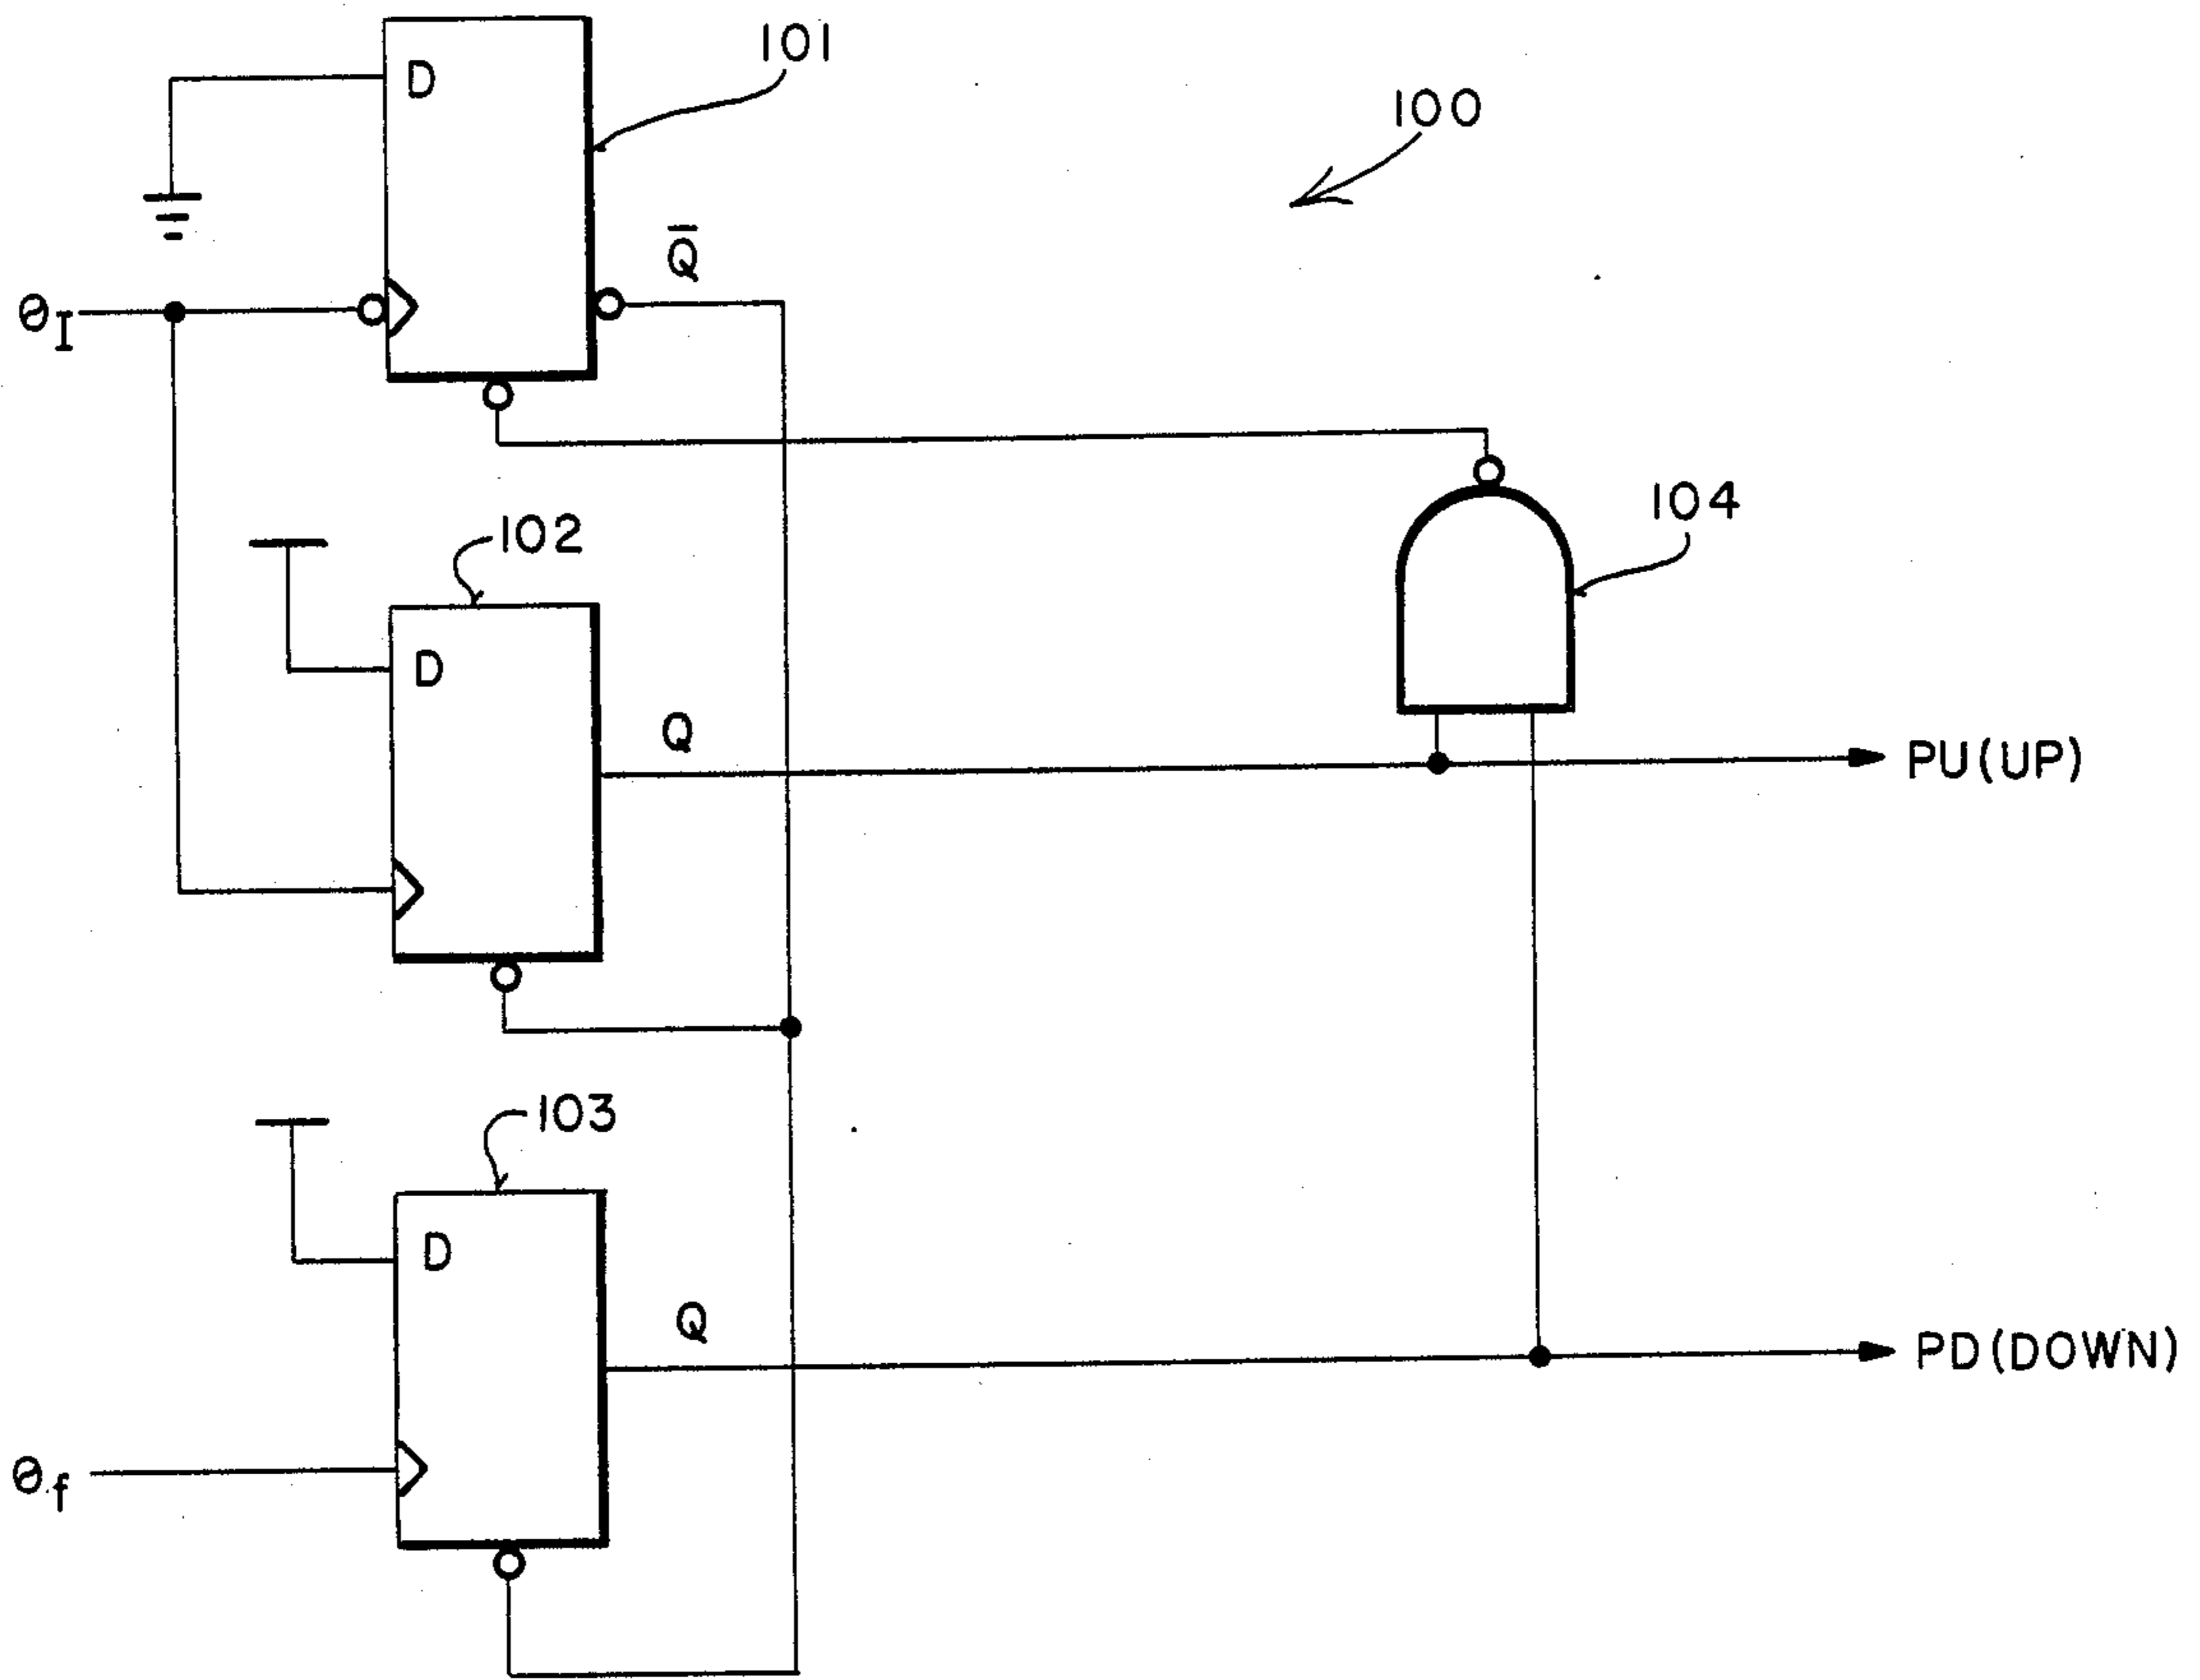 101
D
100
Q̅
θI
104
102
D
Q
PU(UP)
103
D
Q
PD(DOWN)
θf